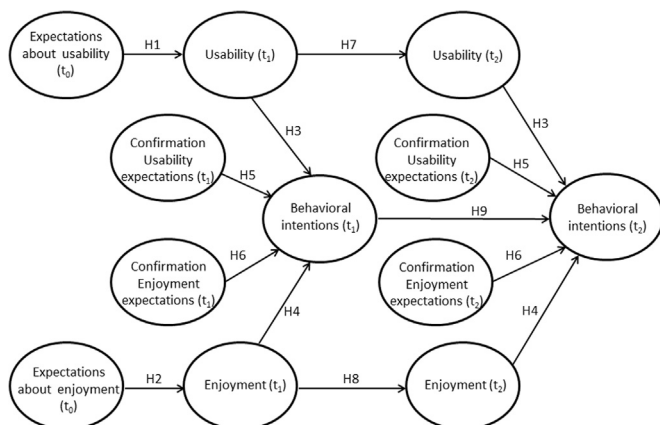 Expectations
about usability
(t0)
H1
Usability (t1)
H7
Usability (t2)
H3
H3
Confirmation
Usability
expectations (t1)
H5
Confirmation
Usability
expectations (t2)
H5
Behavioral
intentions (t1)
H9
Behavioral
intentions (t2)
Confirmation
Enjoyment
expectations (t1)
H6
Confirmation
Enjoyment
expectations (t2)
H6
H4
H4
Expectations
about enjoyment
(t0)
H2
Enjoyment (t1)
H8
Enjoyment (t2)